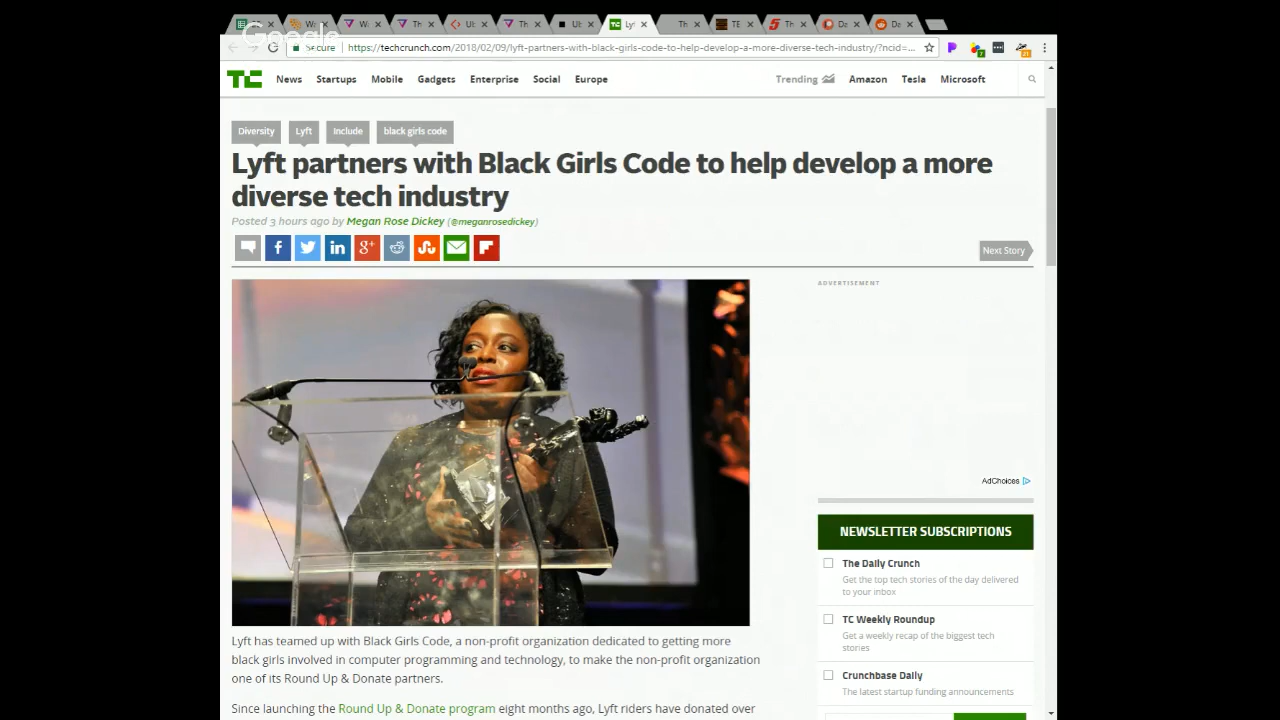 Google
Secure https://techcrunch.com/2018/02/09/lyft-partners-with-black-girls-code-to-help-develop-a-more-diverse-tech-industry/?ncid=...
TC News Startups Mobile Gadgets Enterprise Social Europe Trending Amazon Tesla Microsoft
Diversity Lyft Include black girls code
Lyft partners with Black Girls Code to help develop a more
diverse tech industry
Posted 3 hours ago by Megan Rose Dickey (@meganrosedickey)
Next Story
ADVERTISEMENT
AdChoices
NEWSLETTER SUBSCRIPTIONS
The Daily Crunch
Get the top tech stories of the day delivered
to your inbox
TC Weekly Roundup
Get a weekly recap of the biggest tech
stories
Crunchbase Daily
The latest startup funding announcements
Lyft has teamed up with Black Girls Code, a non-profit organization dedicated to getting more
black girls involved in computer programming and technology, to make the non-profit organization
one of its Round Up & Donate partners.
Since launching the Round Up & Donate program eight months ago, Lyft riders have donated over